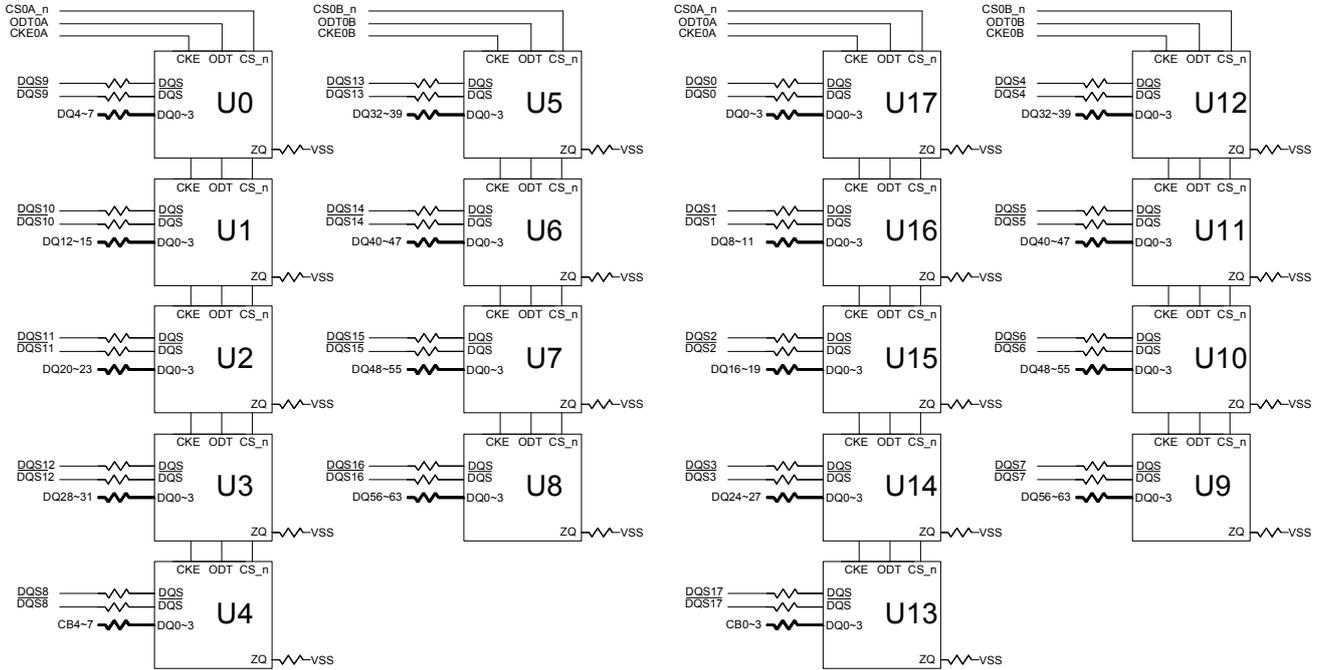 CS0A_n
ODT0A
CKE0A
CKE ODT CS_n
DQS9
DQS9
DQ4~7
DQS
DQS
DQ0~3
U0
ZQ
VSS
CKE ODT CS_n
DQS10
DQS10
DQ12~15
DQS
DQS
DQ0~3
U1
ZQ
VSS
CKE ODT CS_n
DQS11
DQS11
DQ20~23
DQS
DQS
DQ0~3
U2
ZQ
VSS
CKE ODT CS_n
DQS12
DQS12
DQ28~31
DQS
DQS
DQ0~3
U3
ZQ
VSS
CKE ODT CS_n
DQS8
DQS8
CB4~7
DQS
DQS
DQ0~3
U4
ZQ
VSS
CS0B_n
ODT0B
CKE0B
CKE ODT CS_n
DQS13
DQS13
DQ32~39
DQS
DQS
DQ0~3
U5
ZQ
VSS
CKE ODT CS_n
DQS14
DQS14
DQ40~47
DQS
DQS
DQ0~3
U6
ZQ
VSS
CKE ODT CS_n
DQS15
DQS15
DQ48~55
DQS
DQS
DQ0~3
U7
ZQ
VSS
CKE ODT CS_n
DQS16
DQS16
DQ56~63
DQS
DQS
DQ0~3
U8
ZQ
VSS
CS0A_n
ODT0A
CKE0A
CKE ODT CS_n
DQS0
DQS0
DQ0~3
DQS
DQS
DQ0~3
U17
ZQ
VSS
CKE ODT CS_n
DQS1
DQS1
DQ8~11
DQS
DQS
DQ0~3
U16
ZQ
VSS
CKE ODT CS_n
DQS2
DQS2
DQ16~19
DQS
DQS
DQ0~3
U15
ZQ
VSS
CKE ODT CS_n
DQS3
DQS3
DQ24~27
DQS
DQS
DQ0~3
U14
ZQ
VSS
CKE ODT CS_n
DQS17
DQS17
CB0~3
DQS
DQS
DQ0~3
U13
ZQ
VSS
CS0B_n
ODT0B
CKE0B
CKE ODT CS_n
DQS4
DQS4
DQ32~39
DQS
DQS
DQ0~3
U12
ZQ
VSS
CKE ODT CS_n
DQS5
DQS5
DQ40~47
DQS
DQS
DQ0~3
U11
ZQ
VSS
CKE ODT CS_n
DQS6
DQS6
DQ48~55
DQS
DQS
DQ0~3
U10
ZQ
VSS
CKE ODT CS_n
DQS7
DQS7
DQ56~63
DQS
DQS
DQ0~3
U9
ZQ
VSS